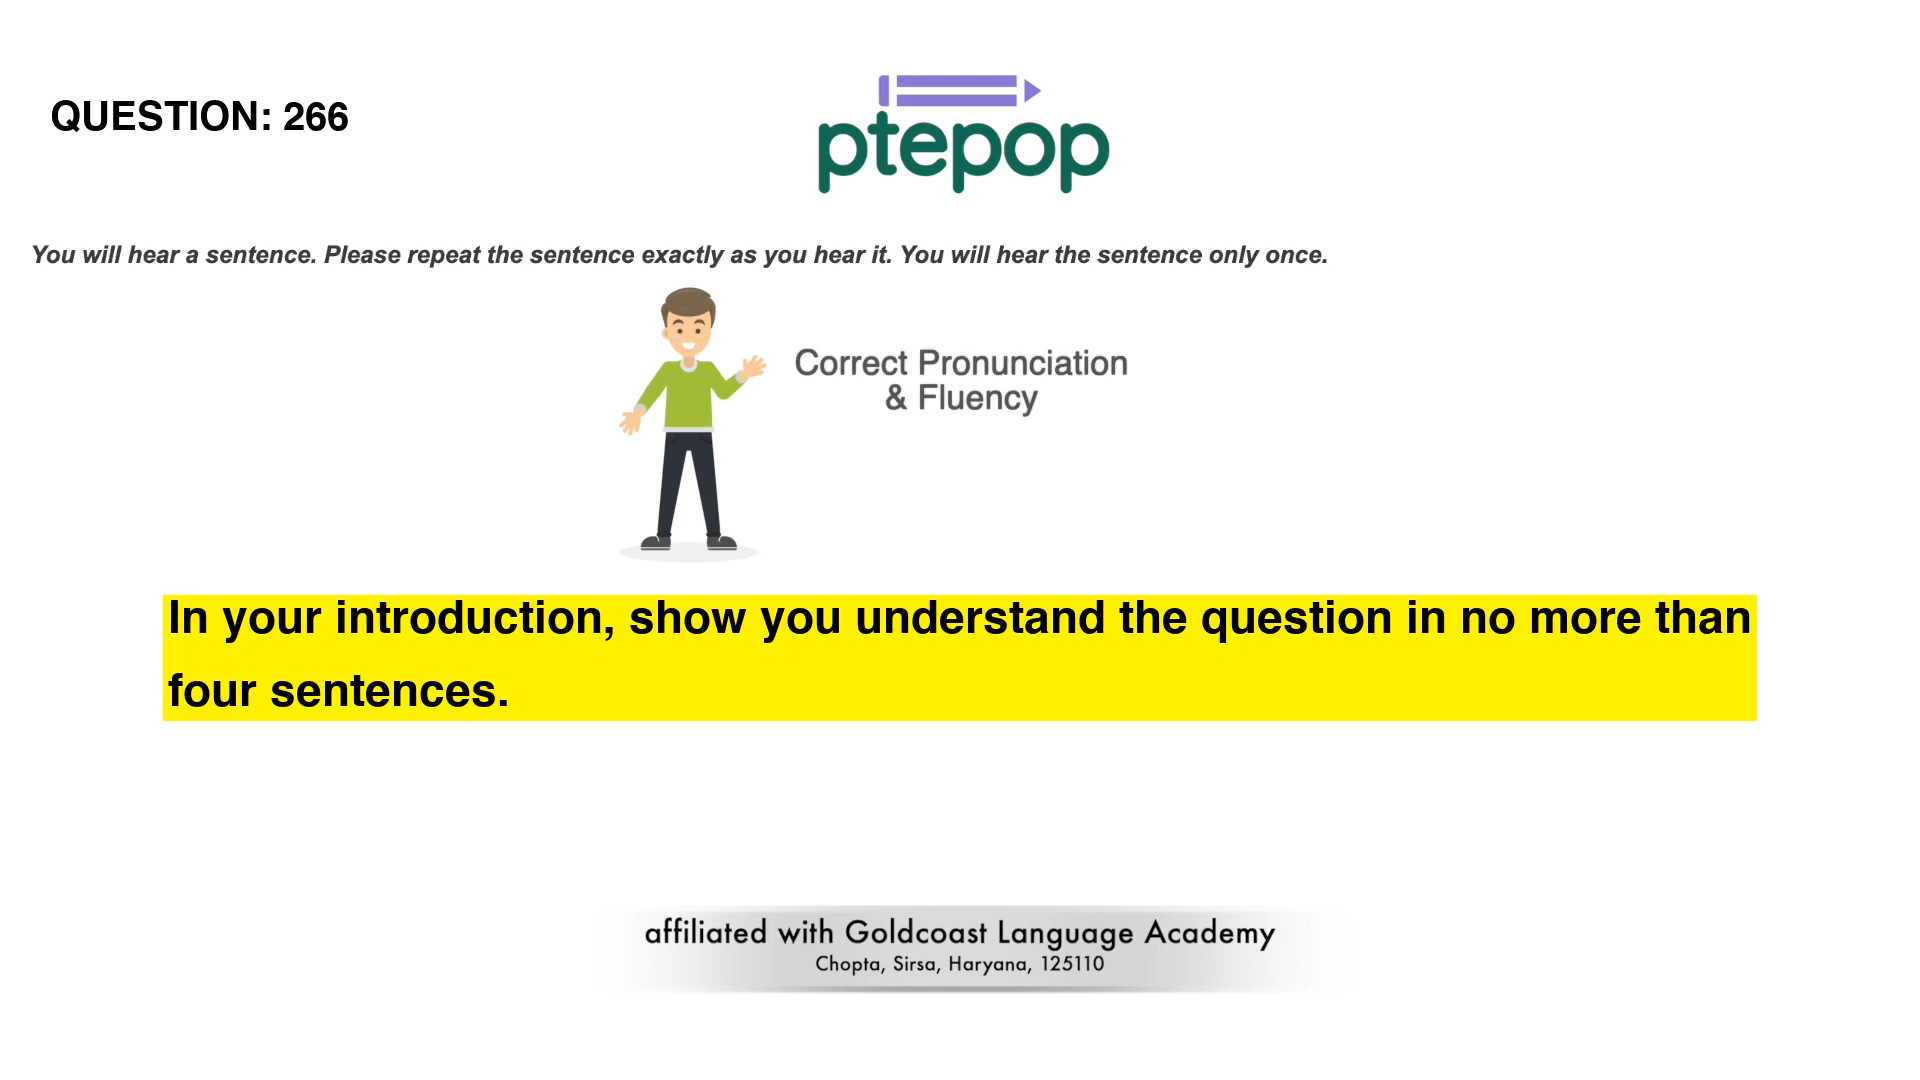 QUESTION: 266
ptepop
You will hear a sentence. Please repeat the sentence exactly as you hear it. You will hear the sentence only once.
Correct Pronunciation
& Fluency
In your introduction, show you understand the question in no more than
four sentences.
affiliated with Goldcoast Language Academy
Chopta, Sirsa, Haryana, 125110